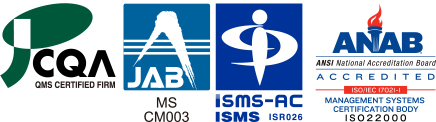 JCQA
QMS CERTIFIED FIRM
JAB
MS
CM003
ISMS-AC
ISMS ISR026
ANAB
ANSI National Accreditation Board
ACCREDITED
ISO/IEC 17021-1
MANAGEMENT SYSTEMS
CERTIFICATION BODY
ISO22000